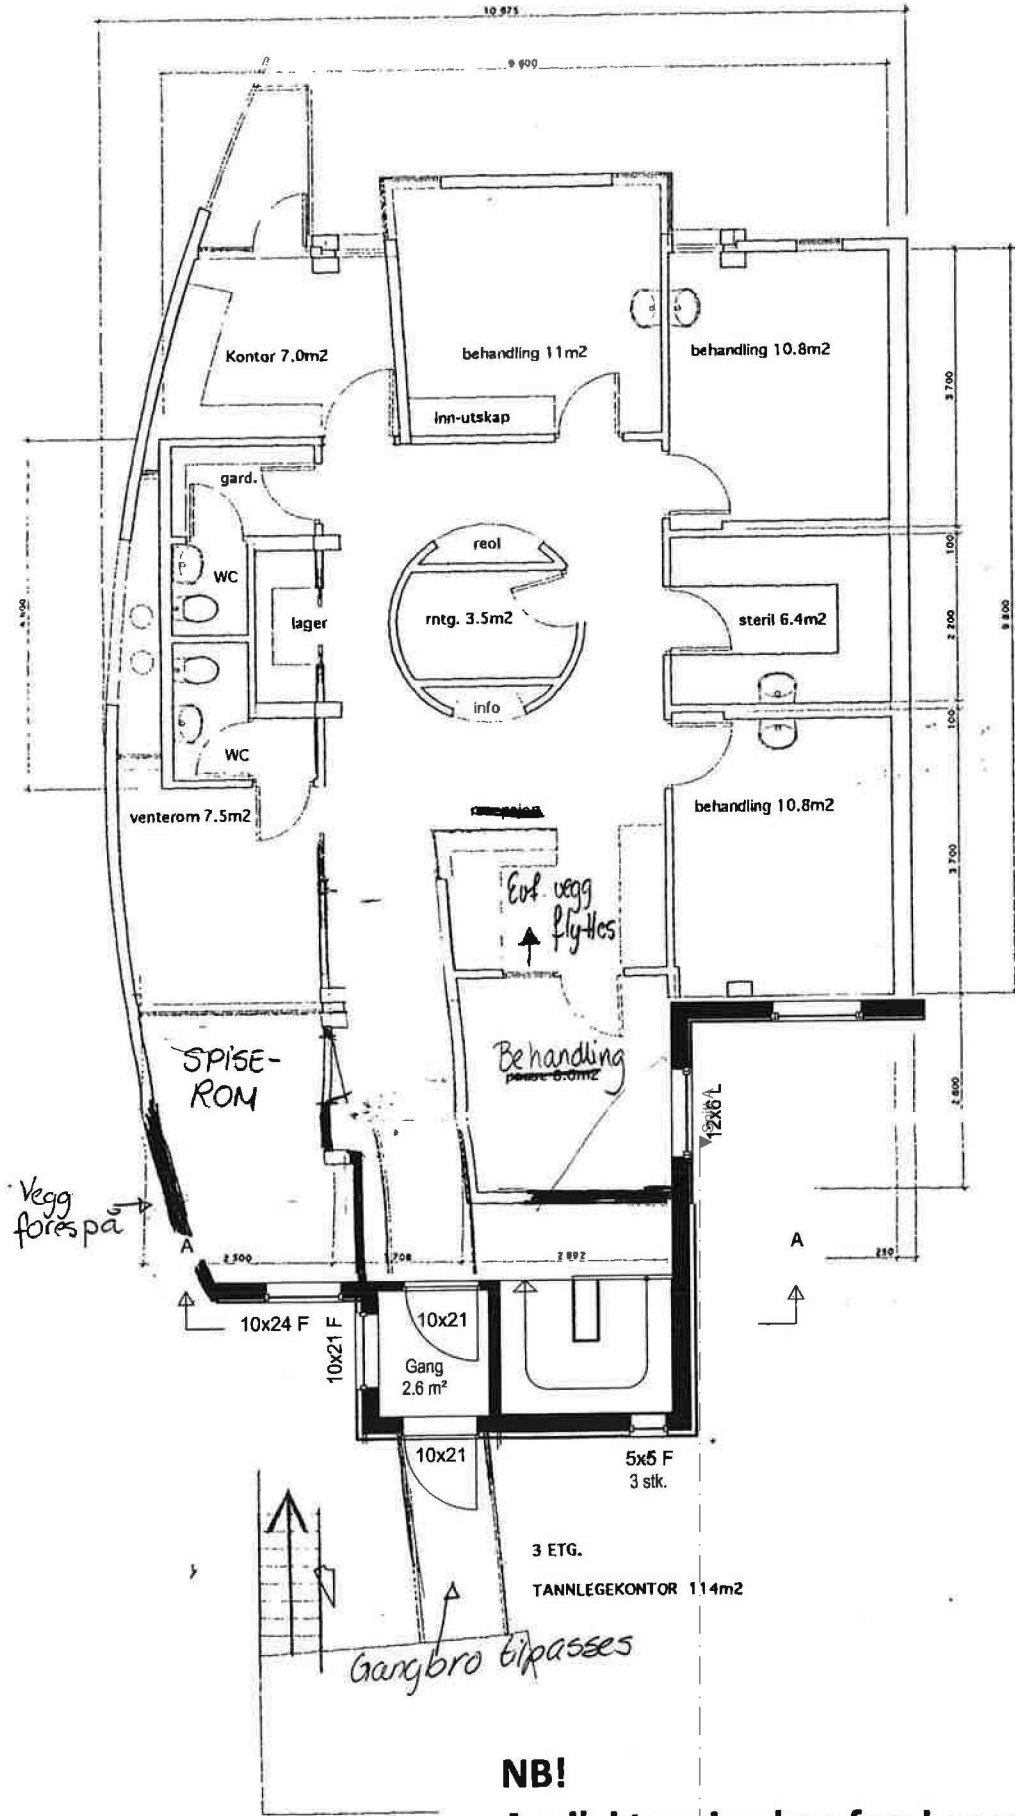 10 875
9 600
Kontor 7.0m2
behandling 11m2
behandling 10.8m2
inn-utskap
3 700
gard.
reol
100
WC
lager
rntg. 3.5m2
steril 6.4m2
2 200
9 800
info
100
WC
venterom 7.5m2
behandling 10.8m2
3 700
Evt. vegg
flyttes
SPISE-
ROM
Behandling
2 800
12x6 L
Vegg
forespå
A
2 500
708
2 892
A
250
10x24 F
10x21 F
10x21
Gang
2.6 m²
10x21
5x5 F
3 stk.
3 ETG.
TANNLEGEKONTOR 114m2
Gangbro tilpasses
NB!